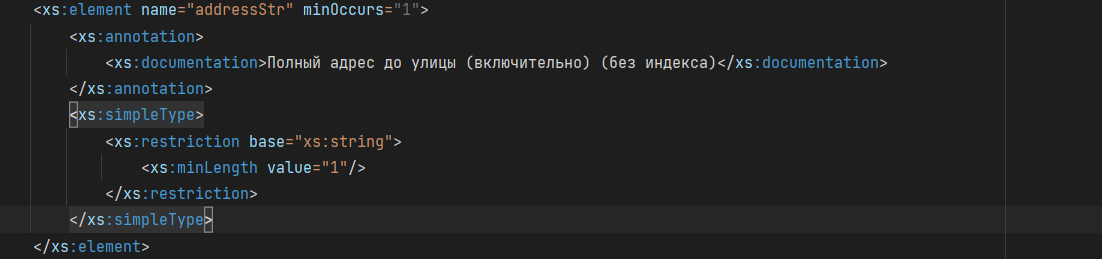 <xs:element name="addressStr" minOccurs="1">
<xs:annotation>
<xs:documentation>Полный адрес до улицы (включительно) (без индекса)</xs:documentation>
</xs:annotation>
<xs:simpleType>
<xs:restriction base="xs:string">
<xs:minLength value="1"/>
</xs:restriction>
</xs:simpleType>
</xs:element>